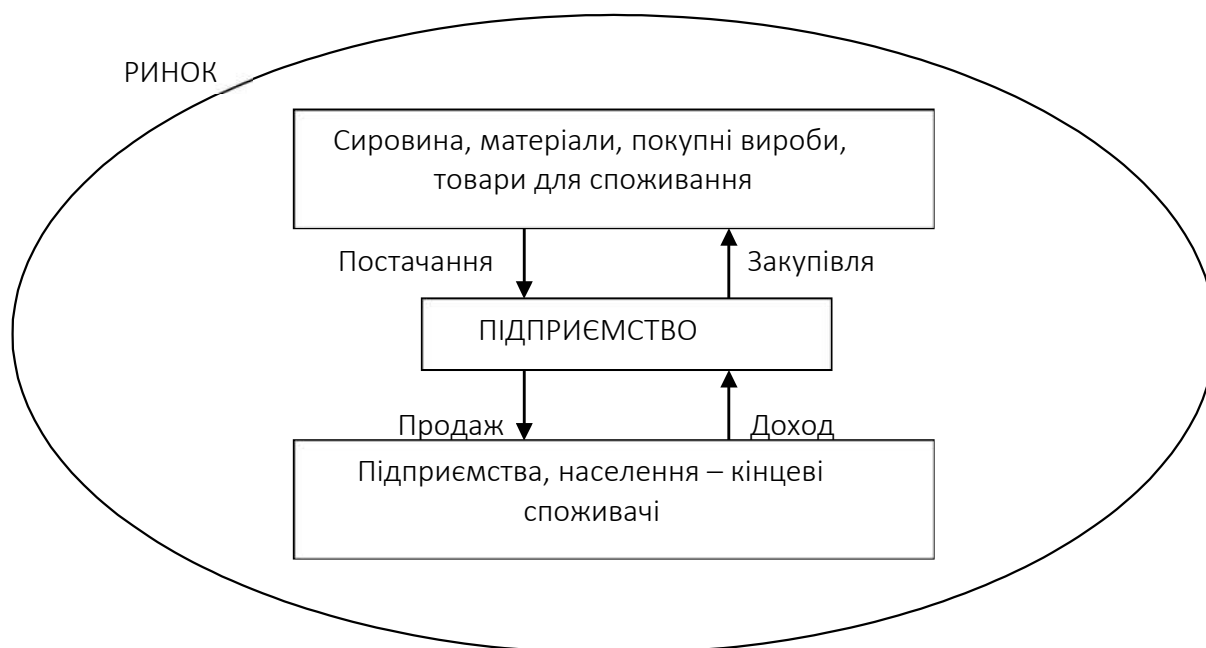 РИНОК
Сировина, матеріали, покупні вироби,
товари для споживання
Постачання
Закупівля
ПІДПРИЄМСТВО
Продаж
Доход
Підприємства, населення – кінцеві
споживачі